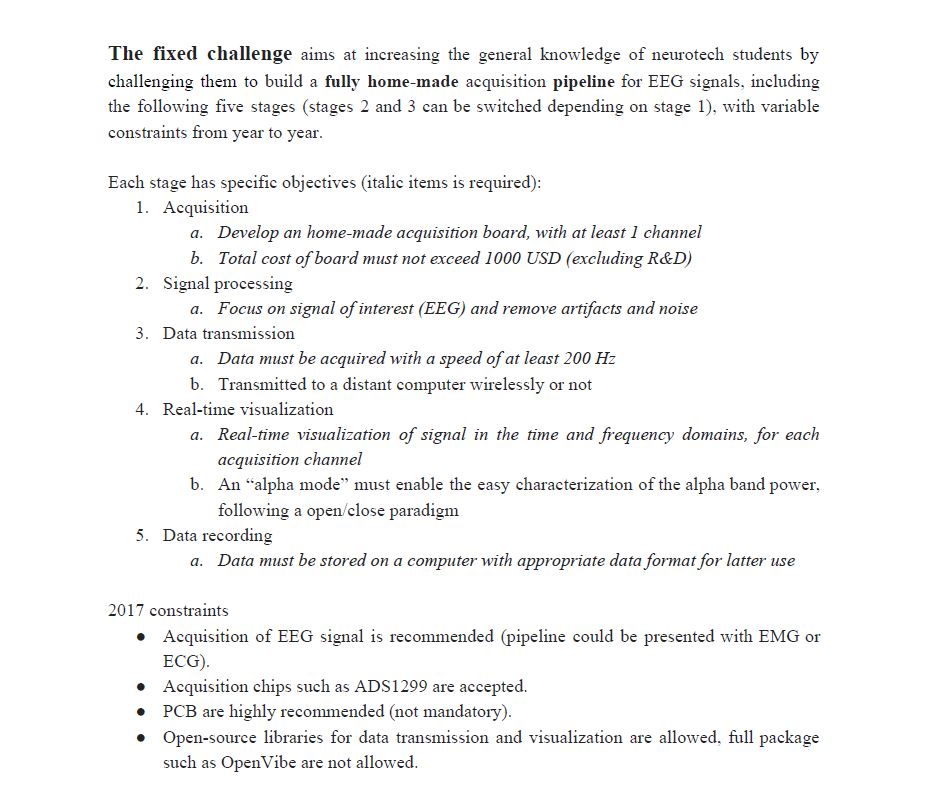 The fixed challenge aims at increasing the general knowledge of neurotech students by
challenging them to build a fully home-made acquisition pipeline for EEG signals, including
the following five stages (stages 2 and 3 can be switched depending on stage 1), with variable
constraints from year to year.
Each stage has specific objectives (italic items is required):
1. Acquisition
a. Develop an home-made acquisition board, with at least 1 channel
b. Total cost of board must not exceed 1000 USD (excluding R&D)
2. Signal processing
a. Focus on signal of interest (EEG) and remove artifacts and noise
3. Data transmission
a. Data must be acquired with a speed of at least 200 Hz
b. Transmitted to a distant computer wirelessly or not
4. Real-time visualization
a. Real-time visualization of signal in the time and frequency domains, for each
acquisition channel
b. An “alpha mode” must enable the easy characterization of the alpha band power,
following a open/close paradigm
5. Data recording
a. Data must be stored on a computer with appropriate data format for latter use
2017 constraints
● Acquisition of EEG signal is recommended (pipeline could be presented with EMG or
ECG).
● Acquisition chips such as ADS1299 are accepted.
● PCB are highly recommended (not mandatory).
● Open-source libraries for data transmission and visualization are allowed, full package
such as OpenVibe are not allowed.